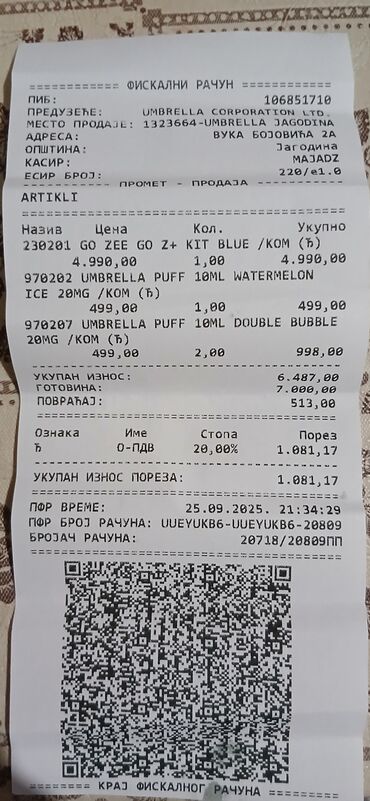 ============ ФИСКАЛНИ РАЧУН ============
ПИБ: 106851710
ПРЕДУЗЕЋЕ: UMBRELLA CORPORATION LTD.
МЕСТО ПРОДАЈЕ: 1323664-UMBRELLA JAGODINA
АДРЕСА: ВУКА БОЈОВИЋА 2А
ОПШТИНА: Јагодина
КАСИР: MAJADZ
ЕСИР БРОЈ: 220/e1.0
------------- ПРОМЕТ - ПРОДАЈА -------------
ARTIKLI
========================================
Назив Цена Кол. Укупно
230201 GO ZEE GO Z+ KIT BLUE /KOM (Ђ)
4.990,00 1,00 4.990,00
970202 UMBRELLA PUFF 10ML WATERMELON
ICE 20MG /KOM (Ђ)
499,00 1,00 499,00
970207 UMBRELLA PUFF 10ML DOUBLE BUBBLE
20MG /KOM (Ђ)
499,00 2,00 998,00
----------------------------------------
УКУПАН ИЗНОС: 6.487,00
ГОТОВИНА: 7.000,00
ПОВРАЋАЈ: 513,00
========================================
Ознака Име Стопа Порез
Ђ О-ПДВ 20,00% 1.081,17
----------------------------------------
УКУПАН ИЗНОС ПОРЕЗА: 1.081,17
========================================
ПФР ВРЕМЕ: 25.09.2025. 21:34:29
ПФР БРОЈ РАЧУНА: UUEYUKB6-UUEYUKB6-20809
БРОЈАЧ РАЧУНА: 20718/20809ПП
========================================
======== КРАЈ ФИСКАЛНОГ РАЧУНА ========